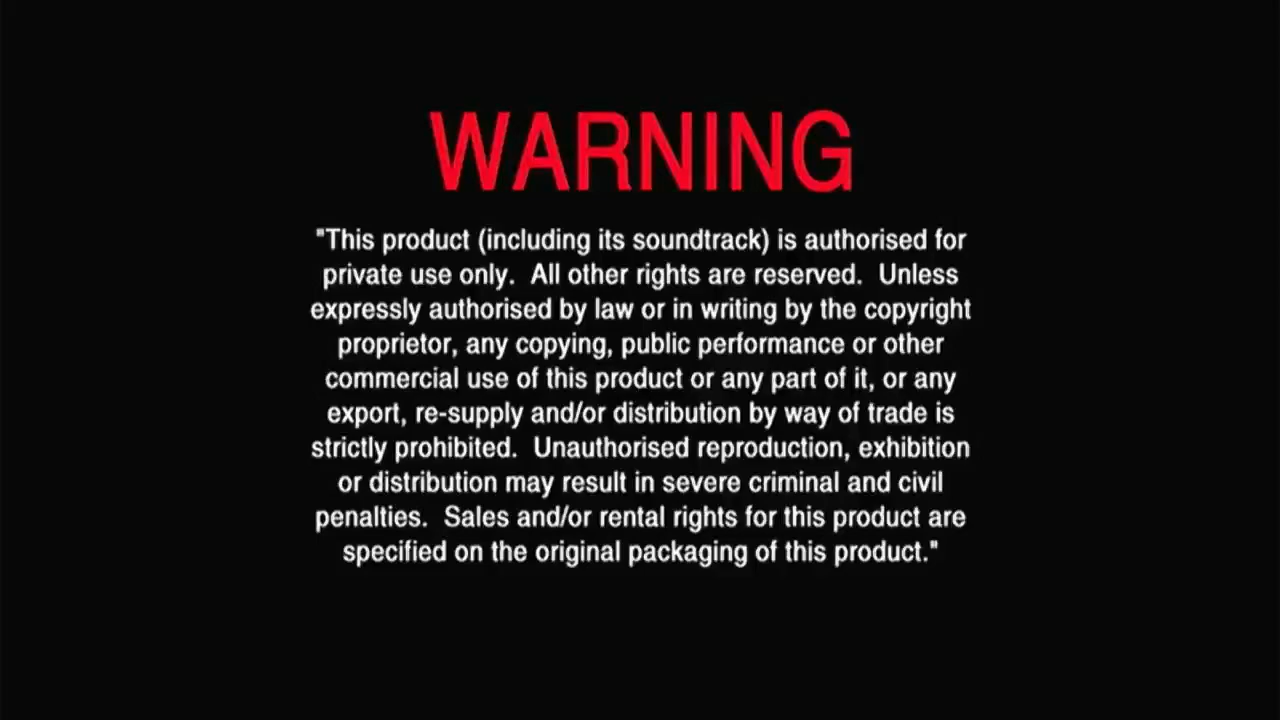 WARNING
"This product (including its soundtrack) is authorised for
private use only.  All other rights are reserved.  Unless
expressly authorised by law or in writing by the copyright
proprietor, any copying, public performance or other
commercial use of this product or any part of it, or any
export, re-supply and/or distribution by way of trade is
strictly prohibited.  Unauthorised reproduction, exhibition
or distribution may result in severe criminal and civil
penalties.  Sales and/or rental rights for this product are
specified on the original packaging of this product."